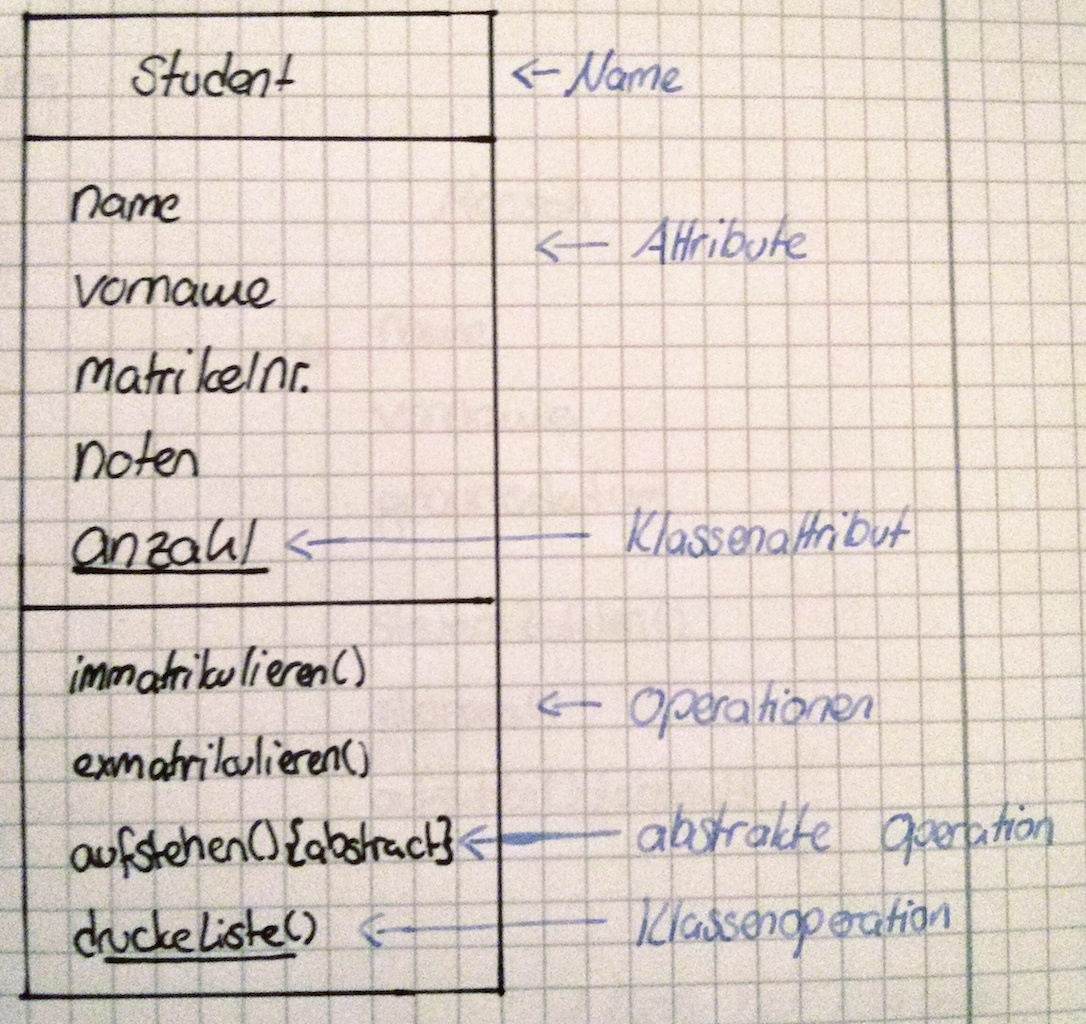 Student ← Name
name
← Attribute
vorname
matrikelnr.
noten
anzahl ← Klassenattribut
immatrikulieren()
← Operationen
exmatrikulieren()
aufstehen(){abstract} ← abstrakte Operation
druckeListe() ← Klassenoperation